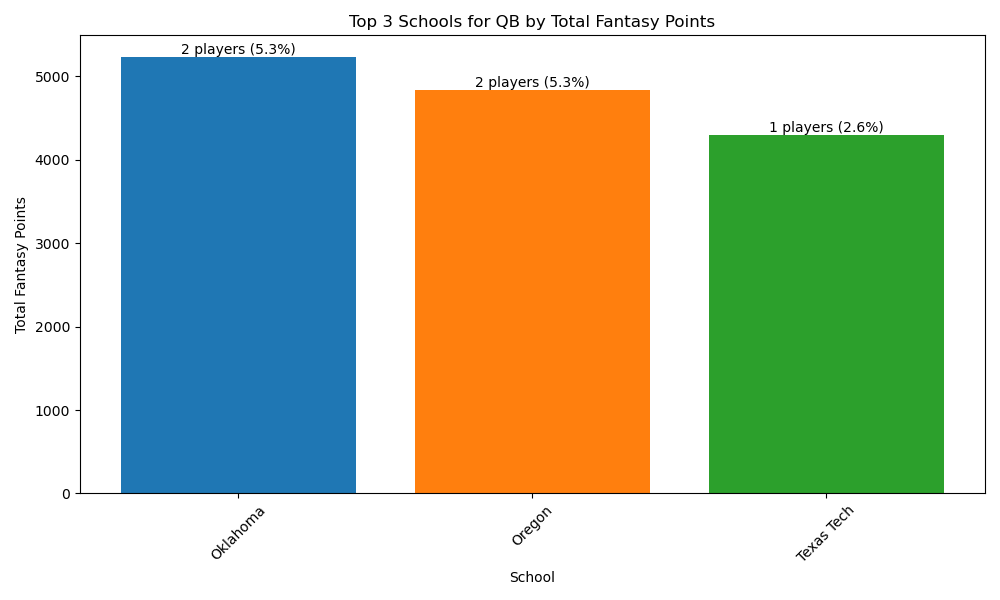 Top 3 Schools for QB by Total Fantasy Points
2 players (5.3%)
2 players (5.3%)
1 players (2.6%)
Total Fantasy Points
5000
4000
3000
2000
1000
0
Oklahoma
Oregon
Texas Tech
School